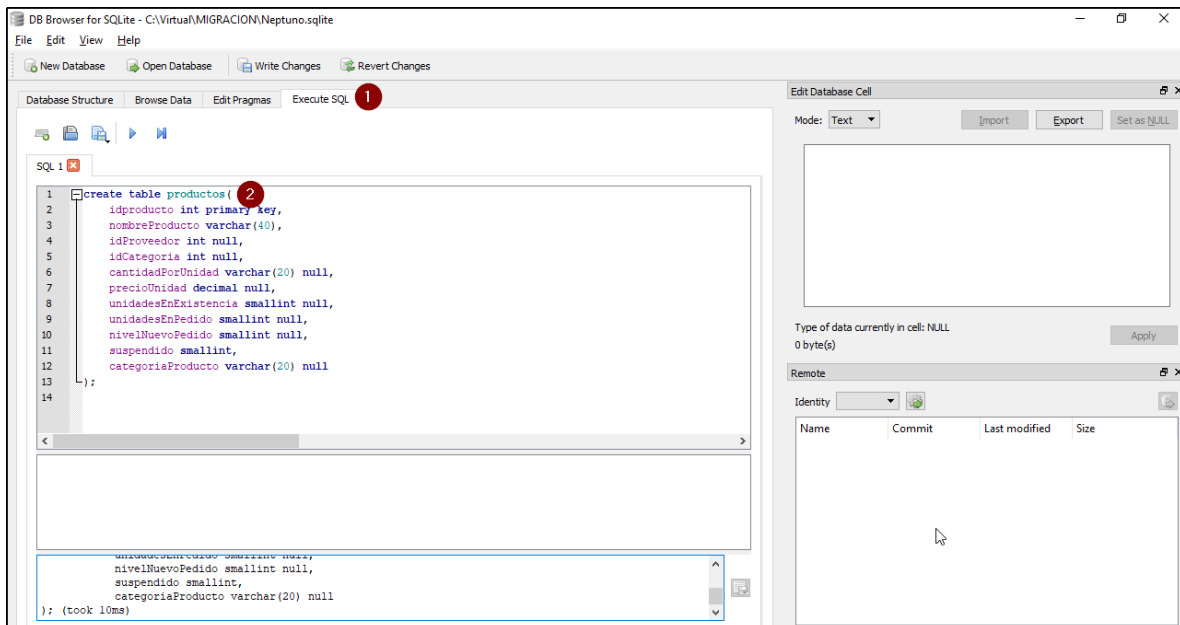 DB Browser for SQLite - C:\Virtual\MIGRACION\Neptuno.sqlite
File Edit View Help
New Database Open Database Write Changes Revert Changes
Database Structure Browse Data Edit Pragmas Execute SQL 1
SQL 1
1 create table productos( 2
2 idproducto int primary key,
3 nombreProducto varchar(40),
4 idProveedor int null,
5 idCategoria int null,
6 cantidadPorUnidad varchar(20) null,
7 precioUnidad decimal null,
8 unidadesEnExistencia smallint null,
9 unidadesEnPedido smallint null,
10 nivelNuevoPedido smallint null,
11 suspendido smallint,
12 categoriaProducto varchar(20) null
13 );
14
unidadesEnPedido smallint null,
nivelNuevoPedido smallint null,
suspendido smallint,
categoriaProducto varchar(20) null
); (took 10ms)
Edit Database Cell
Mode: Text Import Export Set as NULL
Type of data currently in cell: NULL
0 byte(s)
Apply
Remote
Identity
Name Commit Last modified Size